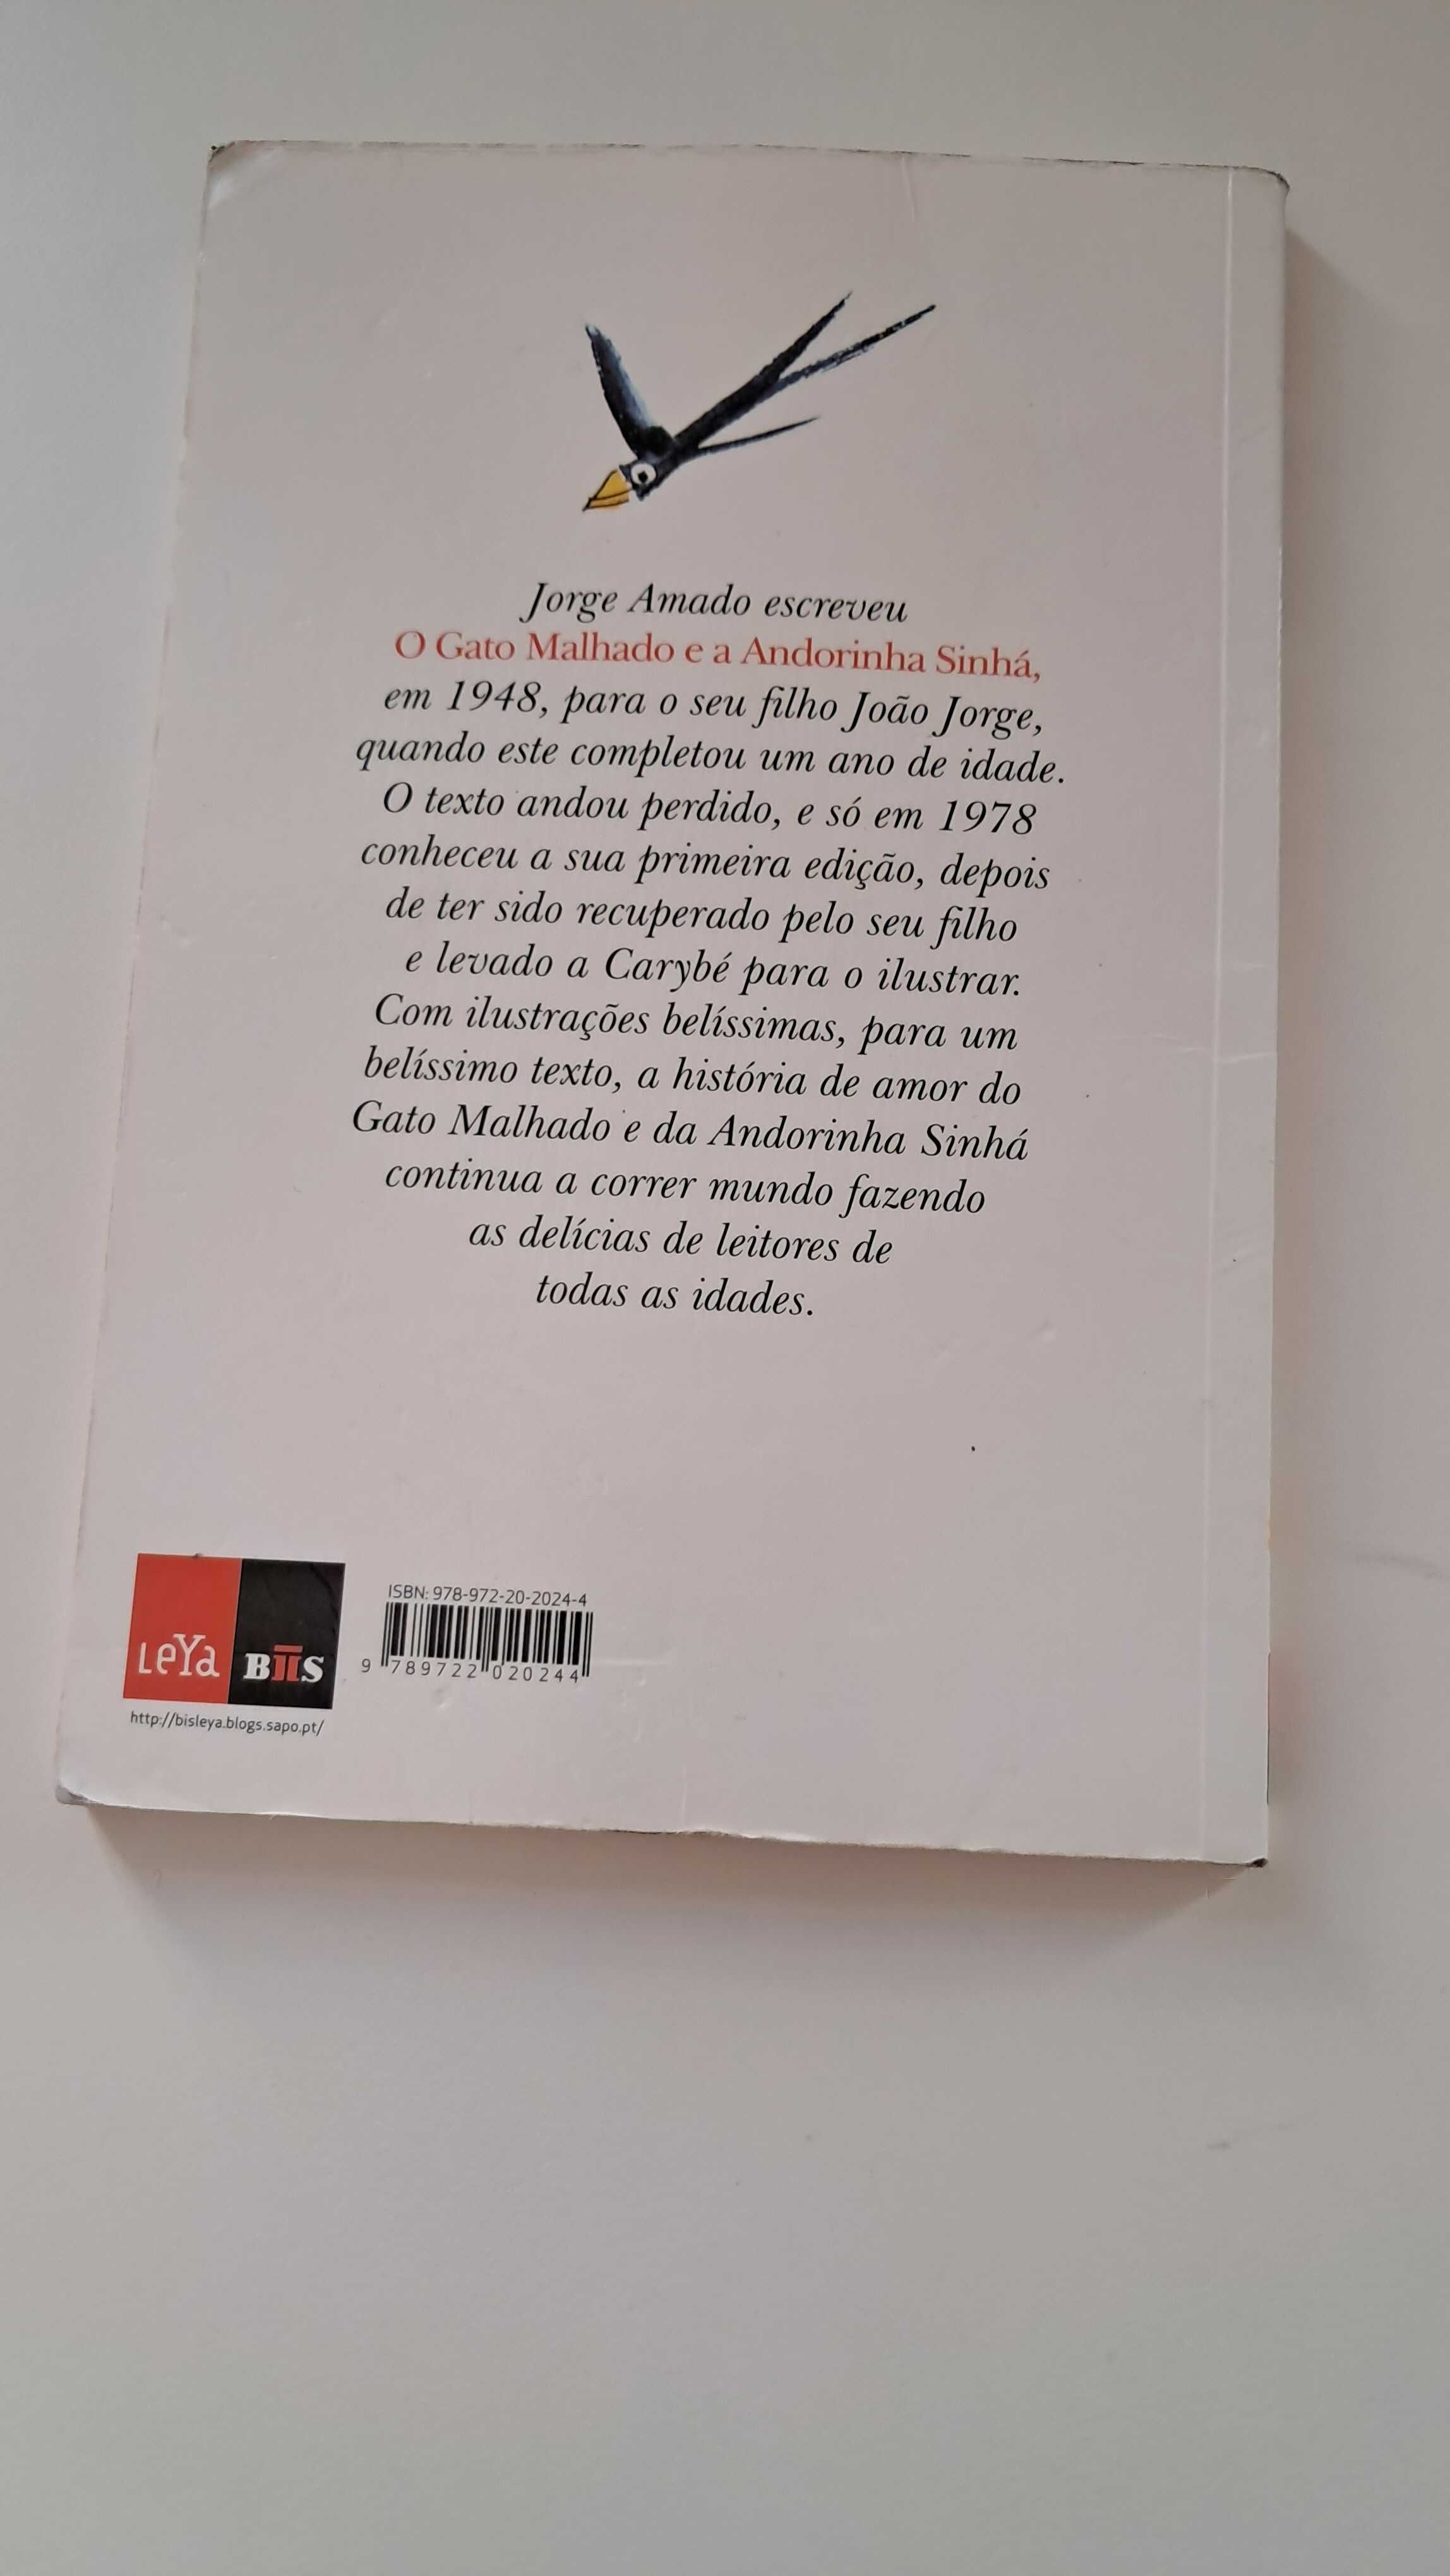 Jorge Amado escreveu
O Gato Malhado e a Andorinha Sinhá,
em 1948, para o seu filho João Jorge,
quando este completou um ano de idade.
O texto andou perdido, e só em 1978
conheceu a sua primeira edição, depois
de ter sido recuperado pelo seu filho
e levado a Carybé para o ilustrar.
Com ilustrações belíssimas, para um
belíssimo texto, a história de amor do
Gato Malhado e da Andorinha Sinhá
continua a correr mundo fazendo
as delícias de leitores de
todas as idades.
LeYa BIIS
http://bisleya.blogs.sapo.pt/
ISBN: 978-972-20-2024-4
9 789722 020244